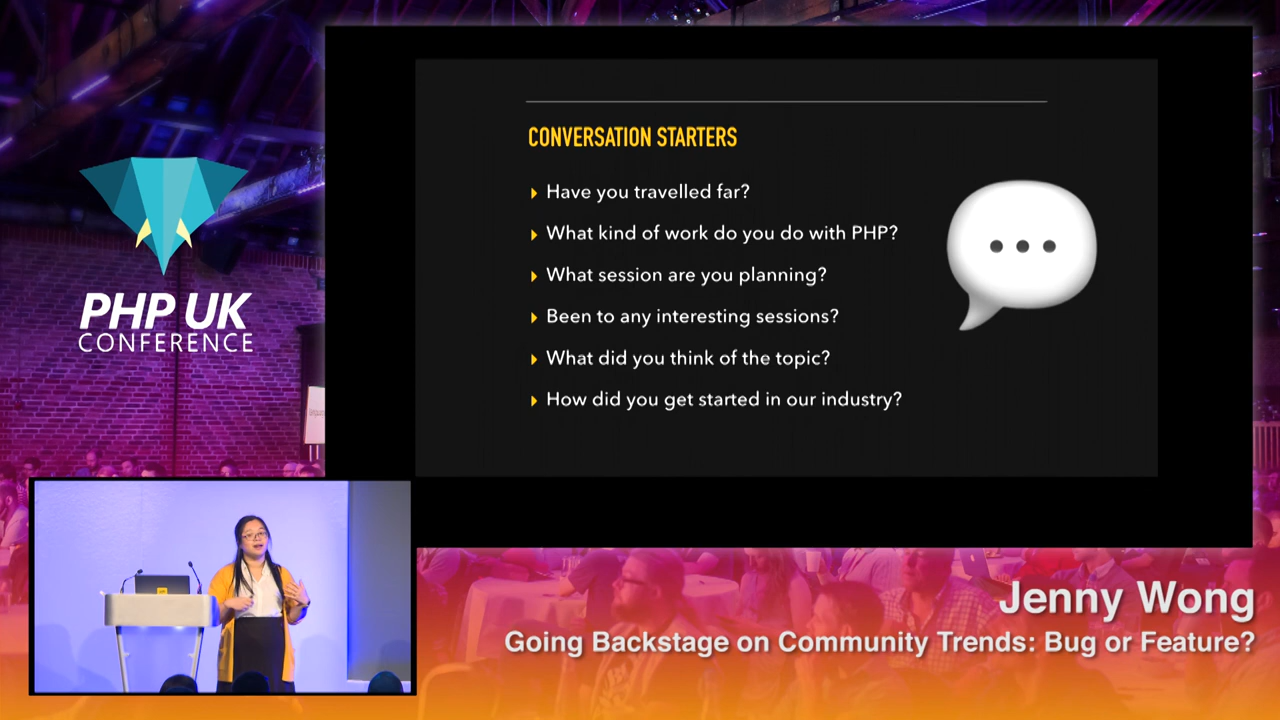 CONVERSATION STARTERS
Have you travelled far?
What kind of work do you do with PHP?
What session are you planning?
Been to any interesting sessions?
What did you think of the topic?
How did you get started in our industry?
PHP UK
CONFERENCE
Jenny Wong
Going Backstage on Community Trends: Bug or Feature?